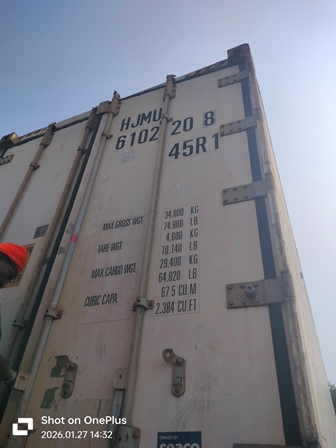 HJMU
6102 20 8
45R1
MAX GROSS WGT 34,000 KG
74,960 LB
TARE WGT 4,600 KG
10,140 LB
MAX CARGO WGT 29,400 KG
64,820 LB
CUBIC CAPA 67.5 CU.M
2,384 CU.FT
Shot on OnePlus
2026.01.27 14:32